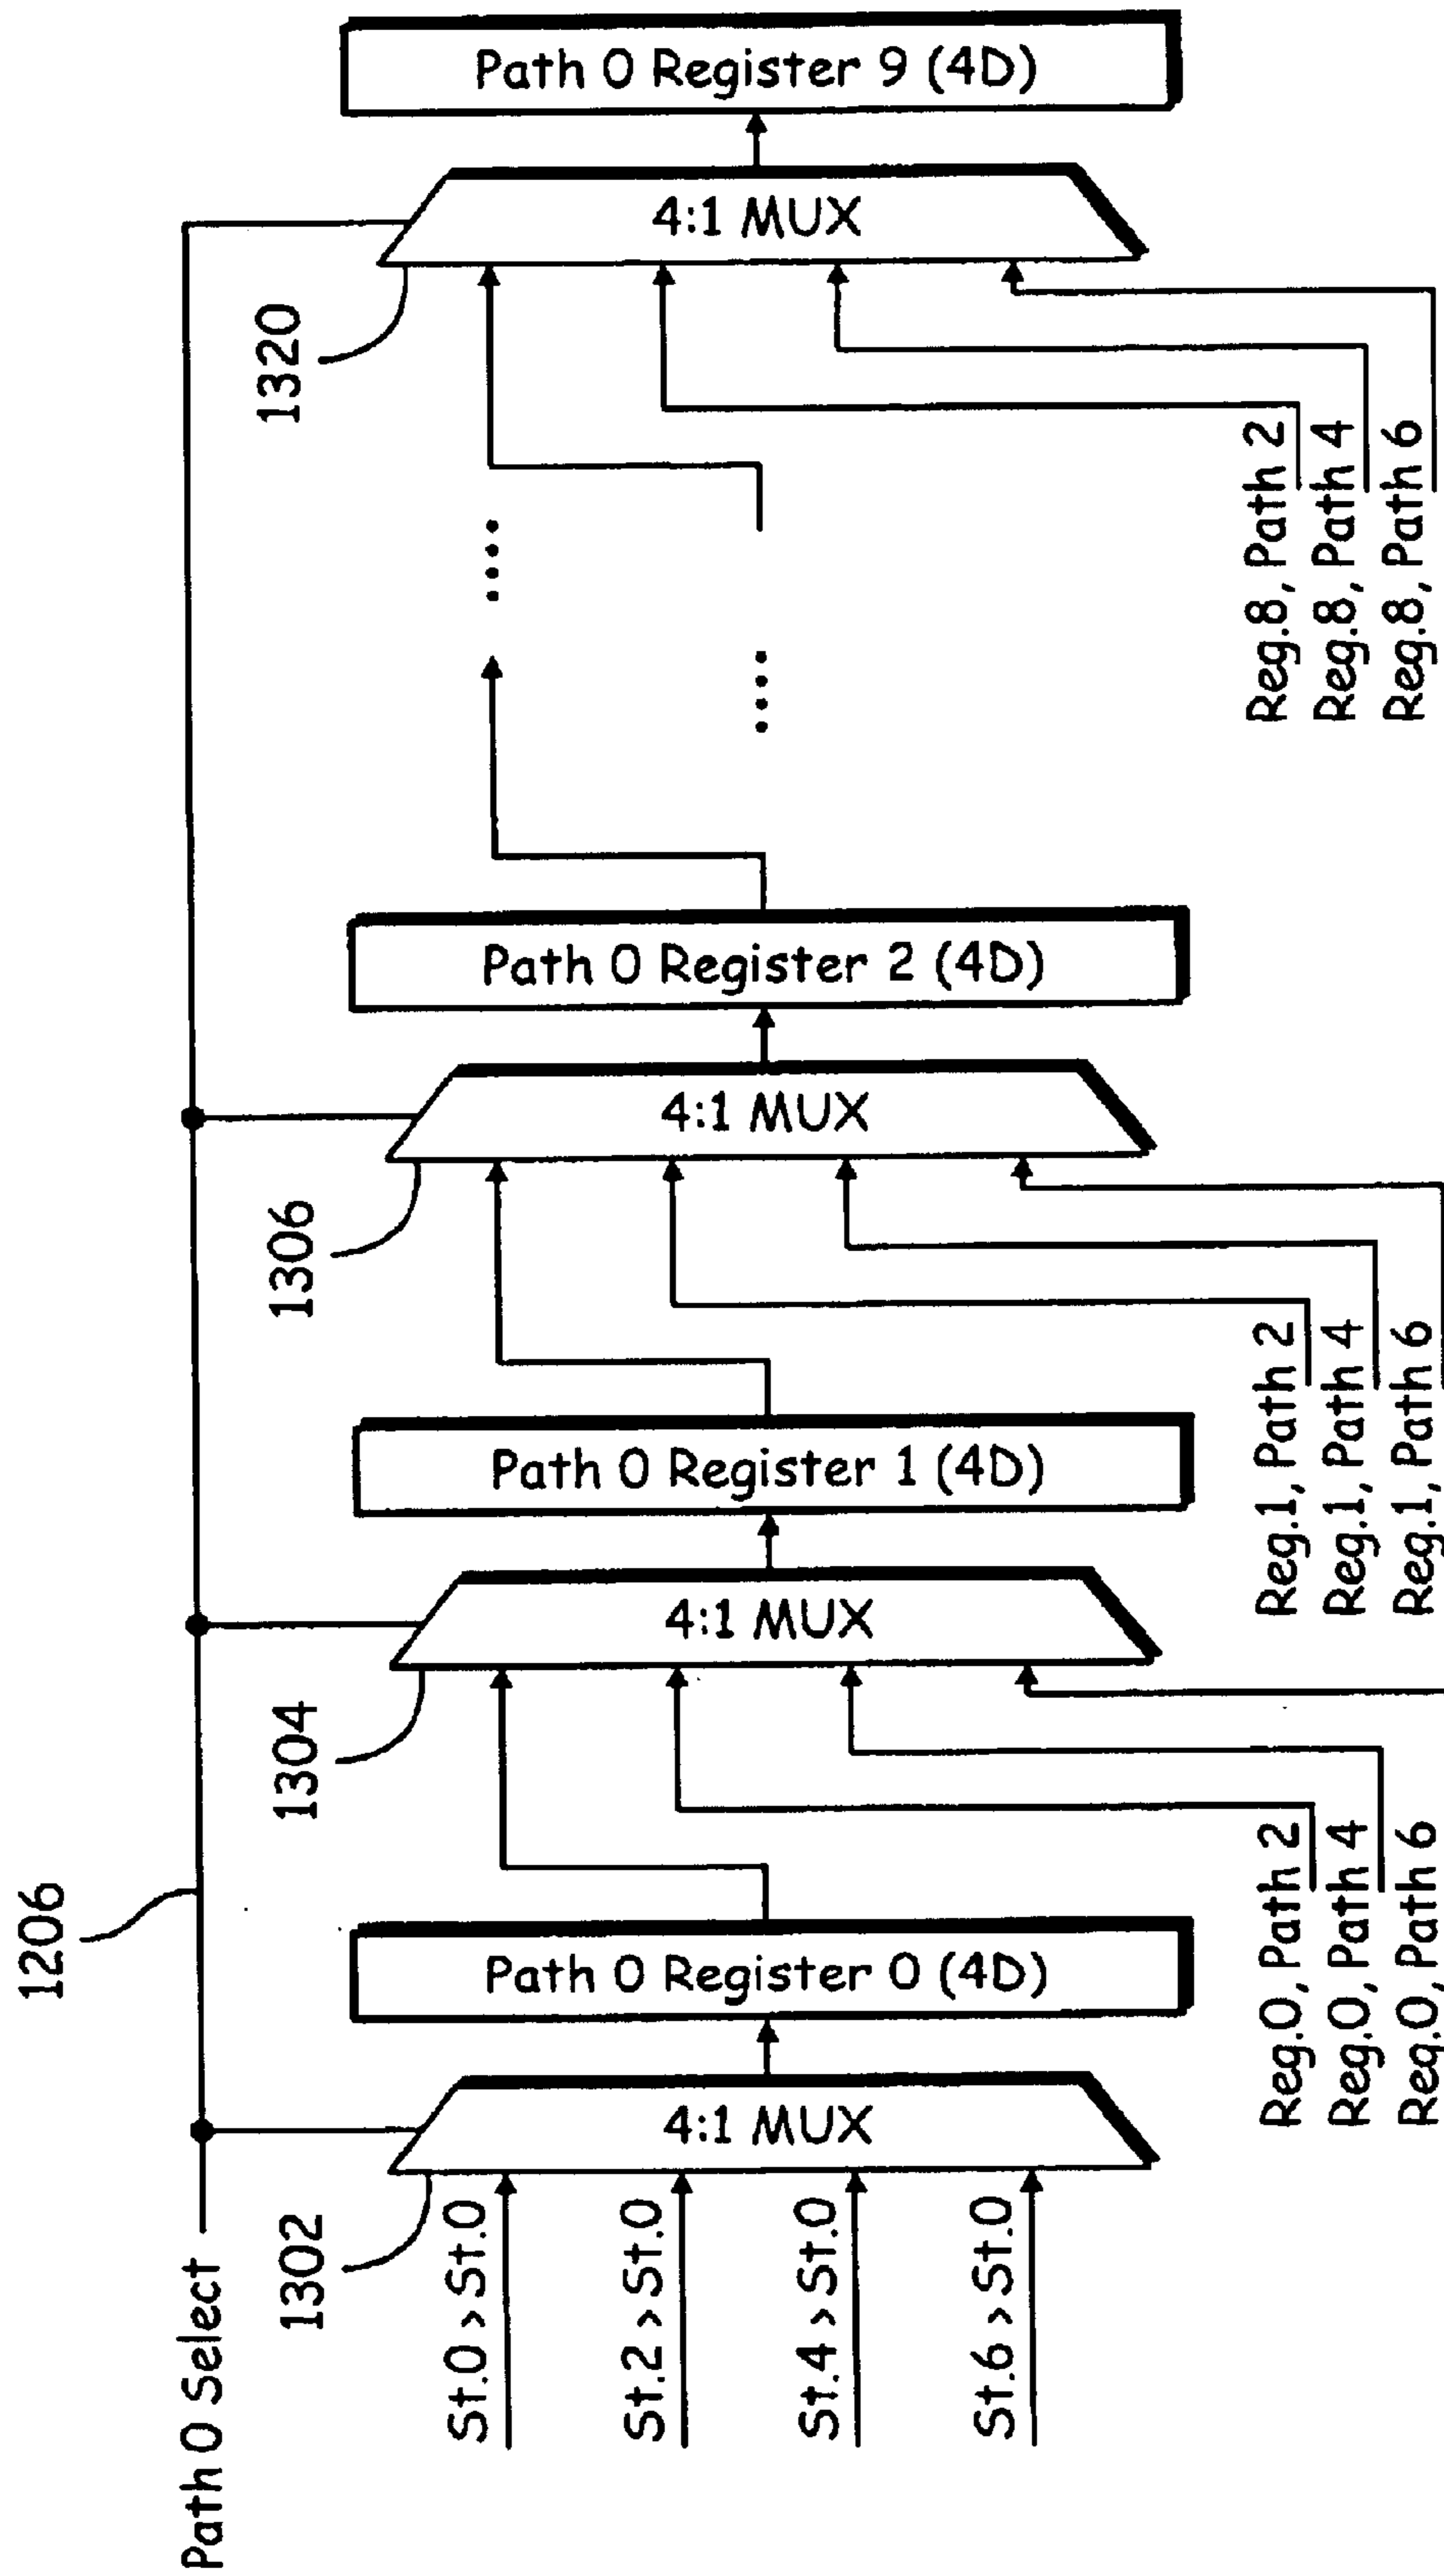 1206
Path 0 Select
1302
1304
1306
1320
St.0 > St.0
St.2 > St.0
St.4 > St.0
St.6 > St.0
4:1 MUX
Path 0 Register 0 (4D)
4:1 MUX
Path 0 Register 1 (4D)
4:1 MUX
Path 0 Register 2 (4D)
....
....
4:1 MUX
Path 0 Register 9 (4D)
Reg.0, Path 2
Reg.0, Path 4
Reg.0, Path 6
Reg.1, Path 2
Reg.1, Path 4
Reg.1, Path 6
Reg.8, Path 2
Reg.8, Path 4
Reg.8, Path 6